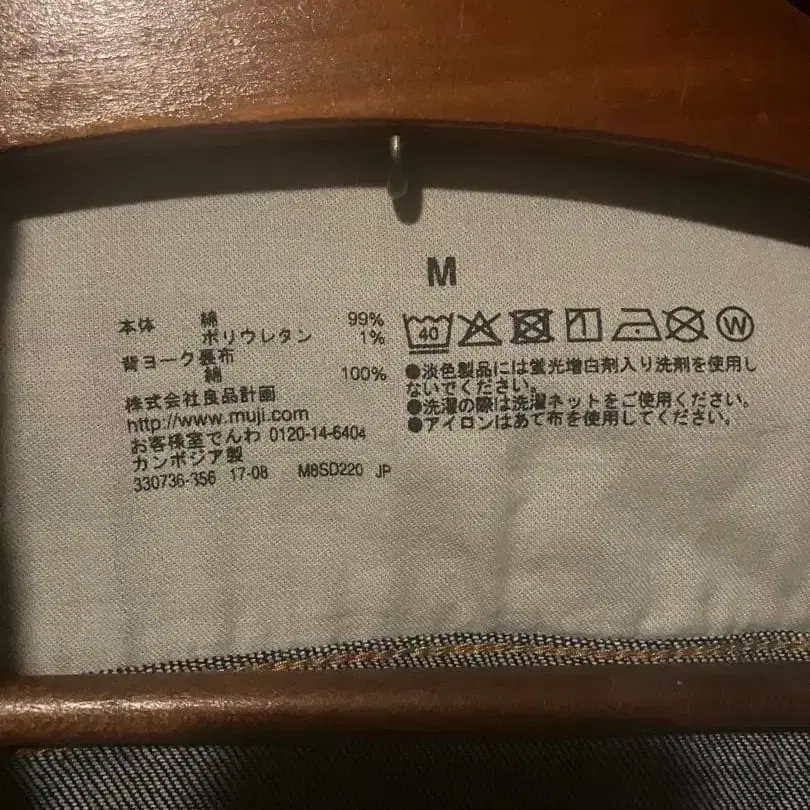 M
本体 綿 99%
ポリウレタン 1%
背ヨーク裏布
綿 100%
株式会社良品計画
http://www.muji.com
お客様室でんわ 0120-14-6404
カンボジア製
330736-356 17-08 M8SD220 JP
40 W
●淡色製品には蛍光増白剤入り洗剤を使用し
ないでください。
●洗濯の際は洗濯ネットをご使用ください。
●アイロンはあて布を使用してください。